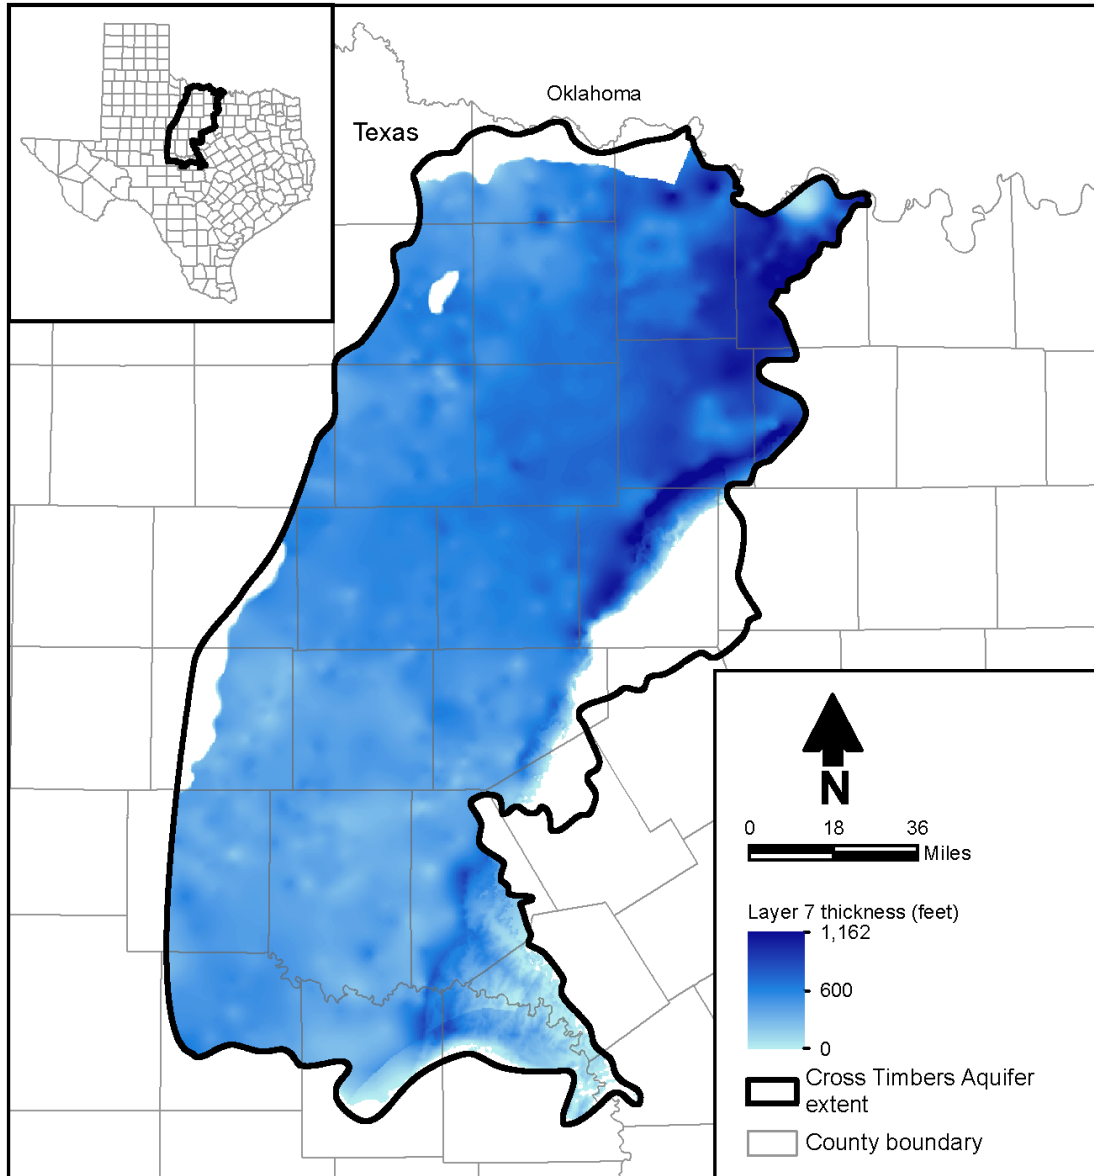 Oklahoma
Texas
N
0 18 36
Miles
Layer 7 thickness (feet)
1,162
600
0
Cross Timbers Aquifer
extent
County boundary